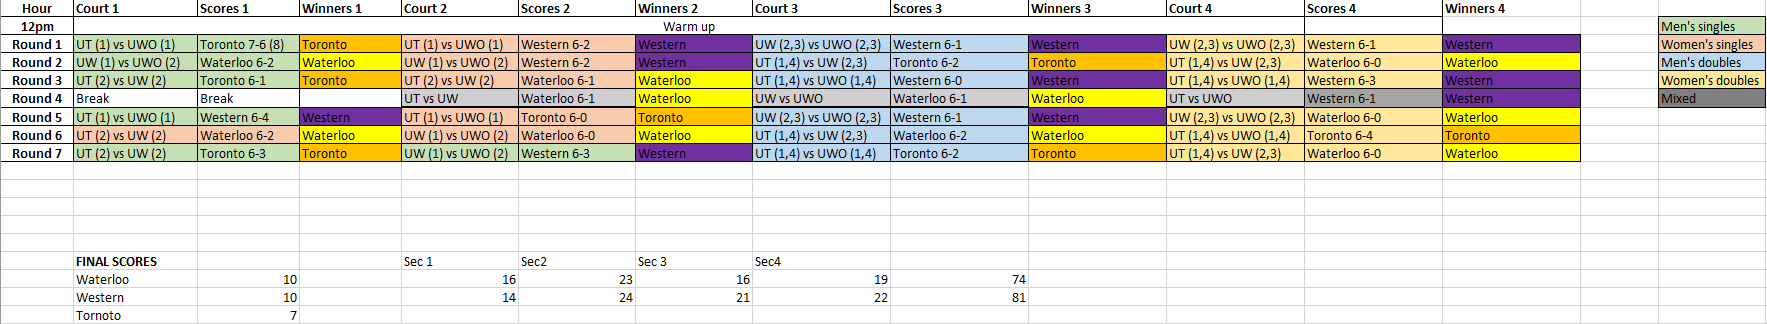 Hour Court 1 Scores 1 Winners 1 Court 2 Scores 2 Winners 2 Court 3 Scores 3 Winners 3 Court 4 Scores 4 Winners 4
12pm Warm up Men's singles
Round 1 UT (1) vs UWO (1) Toronto 7-6 (8) Toronto UT (1) vs UWO (1) Western 6-2 Western UW (2,3) vs UWO (2,3) Western 6-1 Western UW (2,3) vs UWO (2,3) Western 6-1 Western Women's singles
Round 2 UW (1) vs UWO (2) Waterloo 6-2 Waterloo UW (1) vs UWO (2) Western 6-2 Western UT (1,4) vs UW (2,3) Toronto 6-2 Toronto UT (1,4) vs UW (2,3) Waterloo 6-0 Waterloo Men's doubles
Round 3 UT (2) vs UW (2) Toronto 6-1 Toronto UT (2) vs UW (2) Waterloo 6-1 Waterloo UT (1,4) vs UWO (1,4) Western 6-0 Western UT (1,4) vs UWO (1,4) Western 6-3 Western Women's doubles
Round 4 Break Break UT vs UW Waterloo 6-1 Waterloo UW vs UWO Waterloo 6-1 Waterloo UT vs UWO Western 6-1 Western Mixed
Round 5 UT (1) vs UWO (1) Western 6-4 Western UT (1) vs UWO (1) Toronto 6-0 Toronto UW (2,3) vs UWO (2,3) Western 6-1 Western UW (2,3) vs UWO (2,3) Waterloo 6-0 Waterloo
Round 6 UT (2) vs UW (2) Waterloo 6-2 Waterloo UW (1) vs UWO (2) Waterloo 6-0 Waterloo UT (1,4) vs UW (2,3) Waterloo 6-2 Waterloo UT (1,4) vs UWO (1,4) Toronto 6-4 Toronto
Round 7 UT (2) vs UW (2) Toronto 6-3 Toronto UW (1) vs UWO (2) Western 6-3 Western UT (1,4) vs UWO (1,4) Toronto 6-2 Toronto UT (1,4) vs UW (2,3) Waterloo 6-0 Waterloo
FINAL SCORES Sec 1 Sec2 Sec 3 Sec4
Waterloo 10 16 23 16 19 74
Western 10 14 24 21 22 81
Tornoto 7